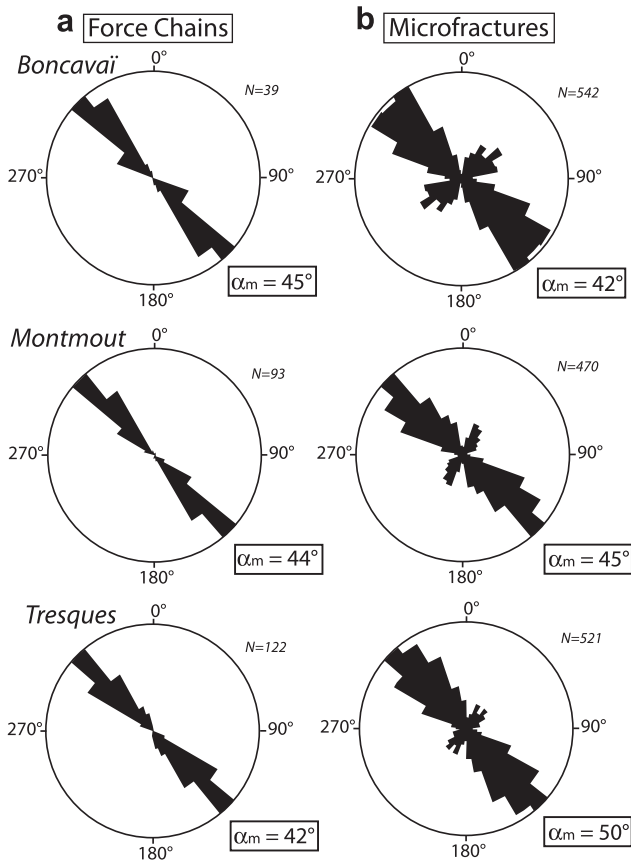 a Force Chains
b Microfractures
Boncavaï
0°
N=39
270°
90°
180°
αm = 45°
0°
N=542
270°
90°
180°
αm = 42°
Montmout
0°
N=93
270°
90°
180°
αm = 44°
0°
N=470
270°
90°
180°
αm = 45°
Tresques
0°
N=122
270°
90°
180°
αm = 42°
0°
N=521
270°
90°
180°
αm = 50°